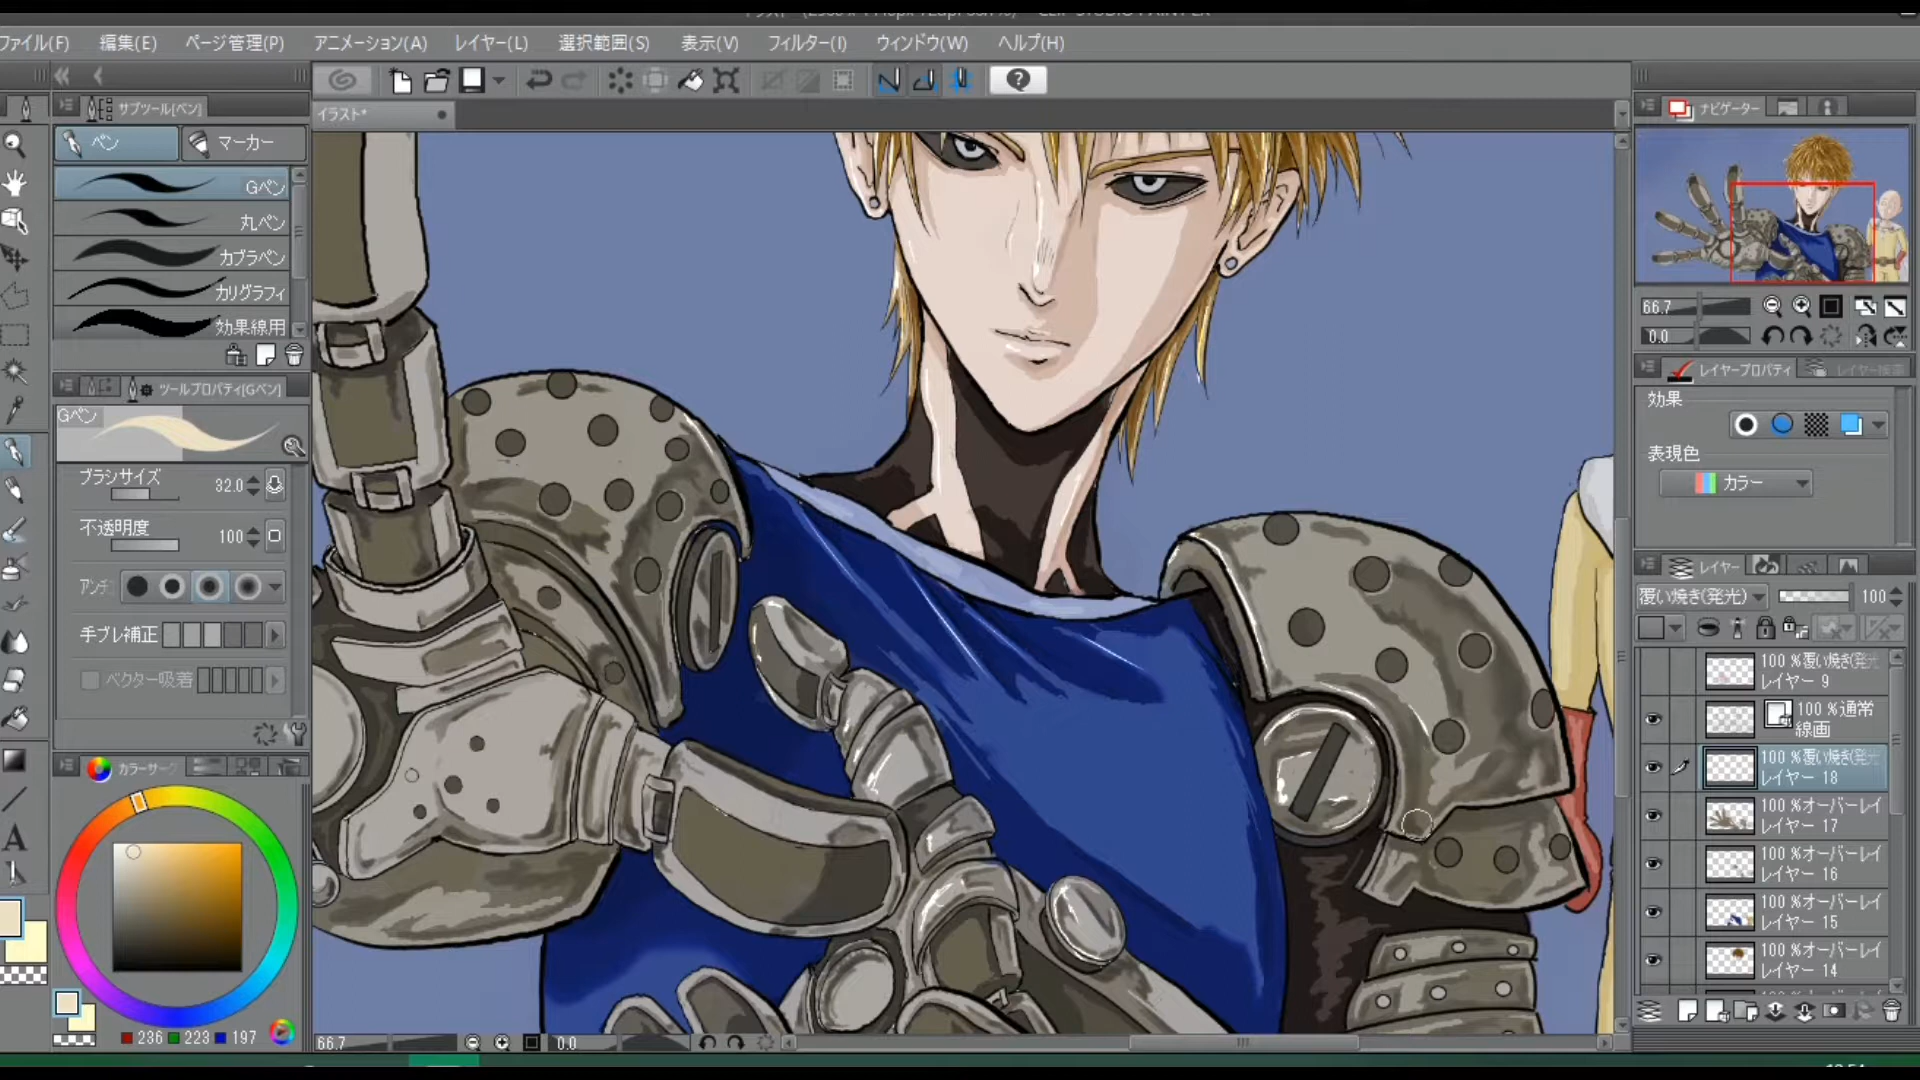 ファイル(F) 編集(E) ページ管理(P) アニメーション(A) レイヤー(L) 選択範囲(S) 表示(V) フィルター(I) ウィンドウ(W) ヘルプ(H)
サブツール[ペン]
イラスト*
ペン マーカー
Gペン
丸ペン
カブラペン
カリグラフィ
効果線用
ツールプロパティ[Gペン]
Gペン
ブラシサイズ 32.0
不透明度 100
アンチ
手ブレ補正
ベクター吸着
カラーサーク
236 223 197
66.7 0.0
ナビゲーター
66.7
0.0
レイヤープロパティ レイヤー検索
効果
表現色
カラー
レイヤー
覆い焼き(発光) 100
100 %覆い焼き(発光
レイヤー 9
100 %通常
線画
100 %覆い焼き(発光
レイヤー 18
100 %オーバーレイ
レイヤー 17
100 %オーバーレイ
レイヤー 16
100 %オーバーレイ
レイヤー 15
100 %オーバーレイ
レイヤー 14